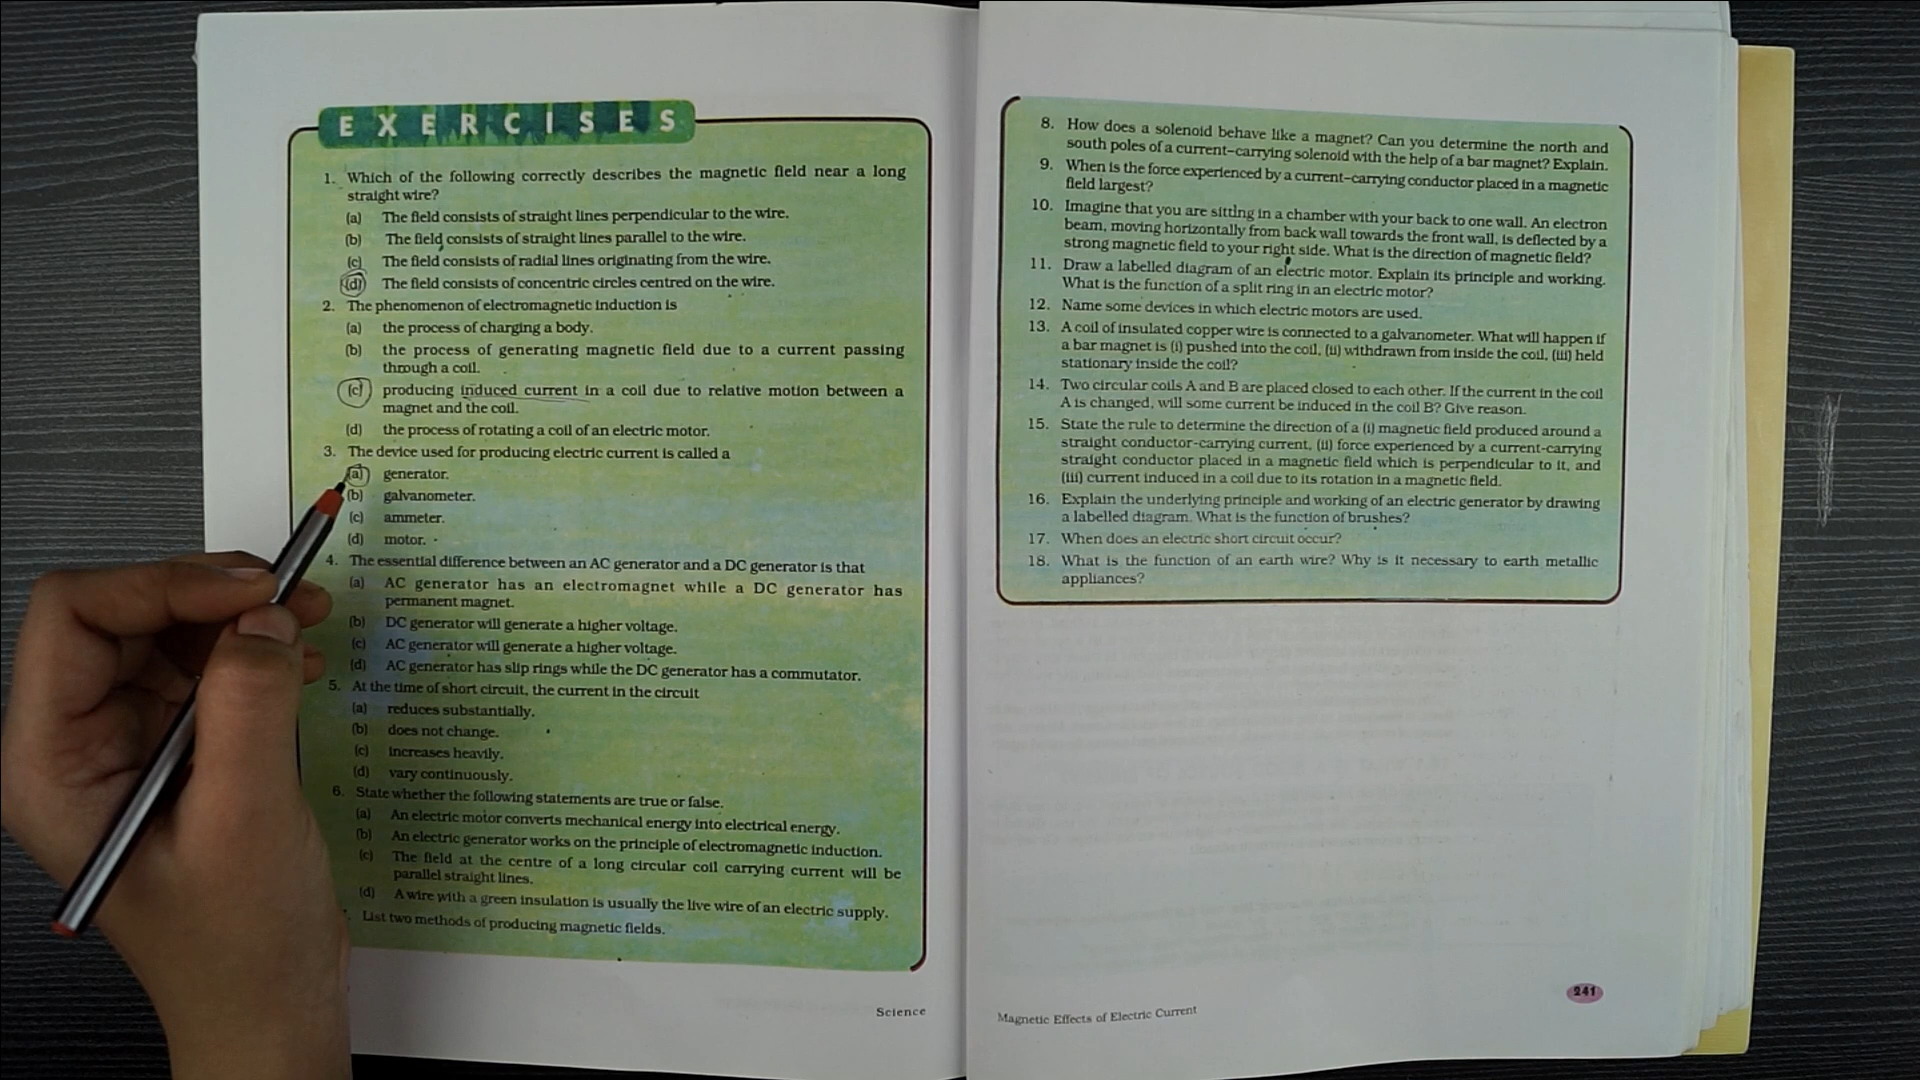 EXERCISES
1. Which of the following correctly describes the magnetic field near a long
straight wire?
(a) The field consists of straight lines perpendicular to the wire.
(b) The field consists of straight lines parallel to the wire.
(c) The field consists of radial lines originating from the wire.
(d) The field consists of concentric circles centred on the wire.
2. The phenomenon of electromagnetic induction is
(a) the process of charging a body.
(b) the process of generating magnetic field due to a current passing
through a coil.
(c) producing induced current in a coil due to relative motion between a
magnet and the coil.
(d) the process of rotating a coil of an electric motor.
3. The device used for producing electric current is called a
(a) generator.
(b) galvanometer.
(c) ammeter.
(d) motor.
4. The essential difference between an AC generator and a DC generator is that
(a) AC generator has an electromagnet while a DC generator has
permanent magnet.
(b) DC generator will generate a higher voltage.
(c) AC generator will generate a higher voltage.
(d) AC generator has slip rings while the DC generator has a commutator.
5. At the time of short circuit, the current in the circuit
(a) reduces substantially.
(b) does not change.
(c) increases heavily.
(d) vary continuously.
6. State whether the following statements are true or false.
(a) An electric motor converts mechanical energy into electrical energy.
(b) An electric generator works on the principle of electromagnetic induction.
(c) The field at the centre of a long circular coil carrying current will be
parallel straight lines.
(d) A wire with a green insulation is usually the live wire of an electric supply.
List two methods of producing magnetic fields.
Science
8. How does a solenoid behave like a magnet? Can you determine the north and
south poles of a current–carrying solenoid with the help of a bar magnet? Explain.
9. When is the force experienced by a current–carrying conductor placed in a magnetic
field largest?
10. Imagine that you are sitting in a chamber with your back to one wall. An electron
beam, moving horizontally from back wall towards the front wall, is deflected by a
strong magnetic field to your right side. What is the direction of magnetic field?
11. Draw a labelled diagram of an electric motor. Explain its principle and working.
What is the function of a split ring in an electric motor?
12. Name some devices in which electric motors are used.
13. A coil of insulated copper wire is connected to a galvanometer. What will happen if
a bar magnet is (i) pushed into the coil, (ii) withdrawn from inside the coil, (iii) held
stationary inside the coil?
14. Two circular coils A and B are placed closed to each other. If the current in the coil
A is changed, will some current be induced in the coil B? Give reason.
15. State the rule to determine the direction of a (i) magnetic field produced around a
straight conductor-carrying current, (ii) force experienced by a current-carrying
straight conductor placed in a magnetic field which is perpendicular to it, and
(iii) current induced in a coil due to its rotation in a magnetic field.
16. Explain the underlying principle and working of an electric generator by drawing
a labelled diagram. What is the function of brushes?
17. When does an electric short circuit occur?
18. What is the function of an earth wire? Why is it necessary to earth metallic
appliances?
Magnetic Effects of Electric Current
241